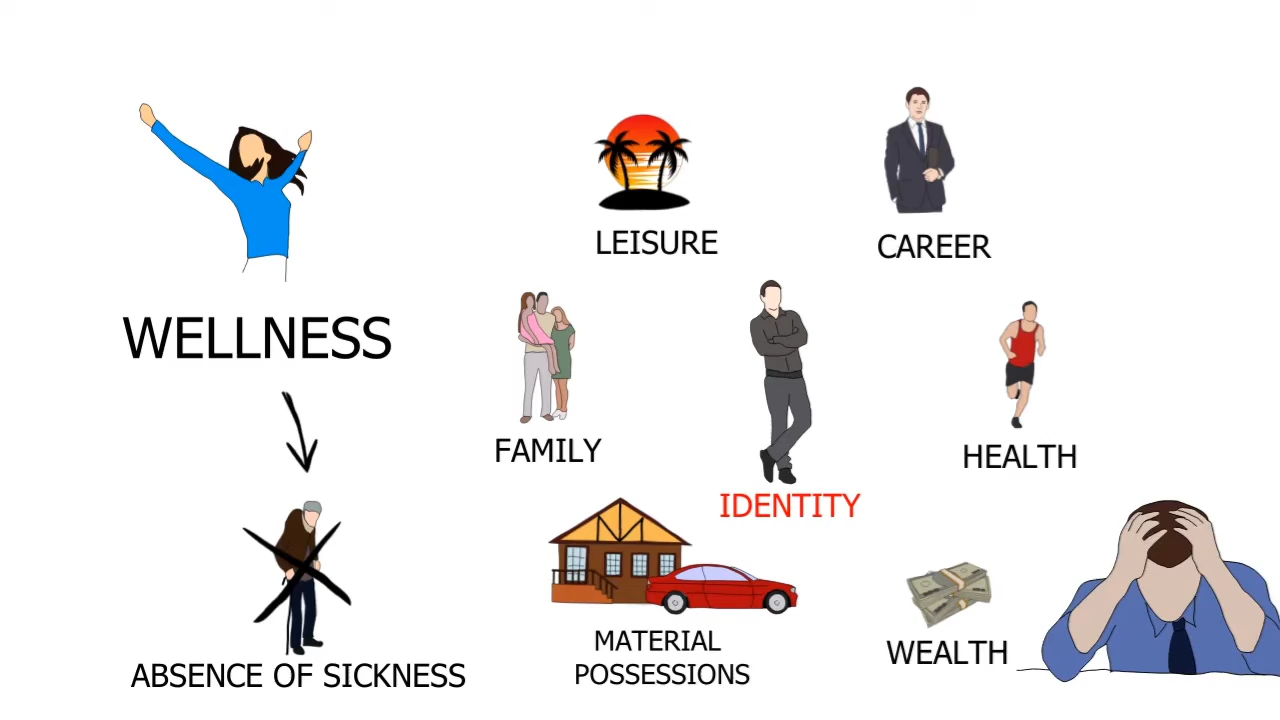 WELLNESS
ABSENCE OF SICKNESS
LEISURE
CAREER
FAMILY
IDENTITY
HEALTH
MATERIAL
POSSESSIONS
WEALTH